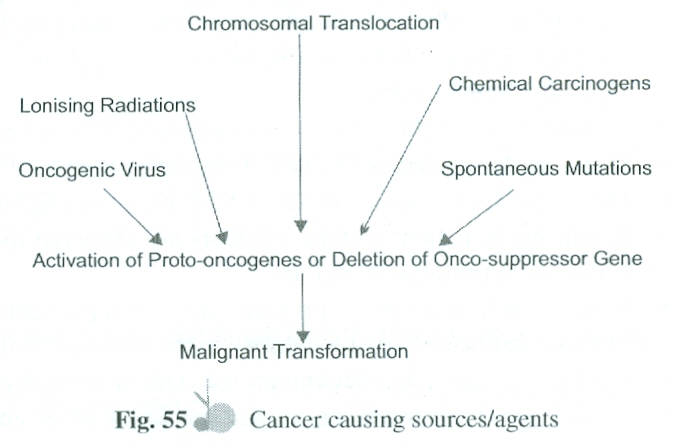 Chromosomal Translocation
Chemical Carcinogens
Lonising Radiations
Oncogenic Virus
Spontaneous Mutations
Activation of Proto-oncogenes or Deletion of Onco-suppressor Gene
Malignant Transformation
Fig. 55 Cancer causing sources/agents